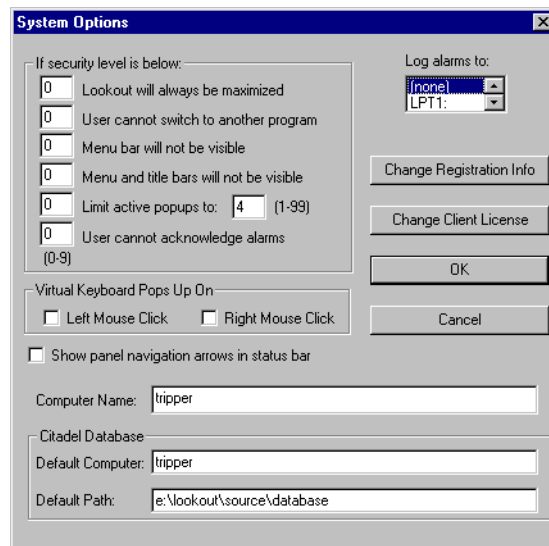 System Options
If security level is below:
0 Lookout will always be maximized
0 User cannot switch to another program
0 Menu bar will not be visible
0 Menu and title bars will not be visible
0 Limit active popups to: 4 (1-99)
0 User cannot acknowledge alarms
(0-9)
Log alarms to:
(none)
LPT1:
Change Registration Info
Change Client License
OK
Cancel
Virtual Keyboard Pops Up On
Left Mouse Click Right Mouse Click
Show panel navigation arrows in status bar
Computer Name: tripper
Citadel Database
Default Computer: tripper
Default Path: e:\lookout\source\database